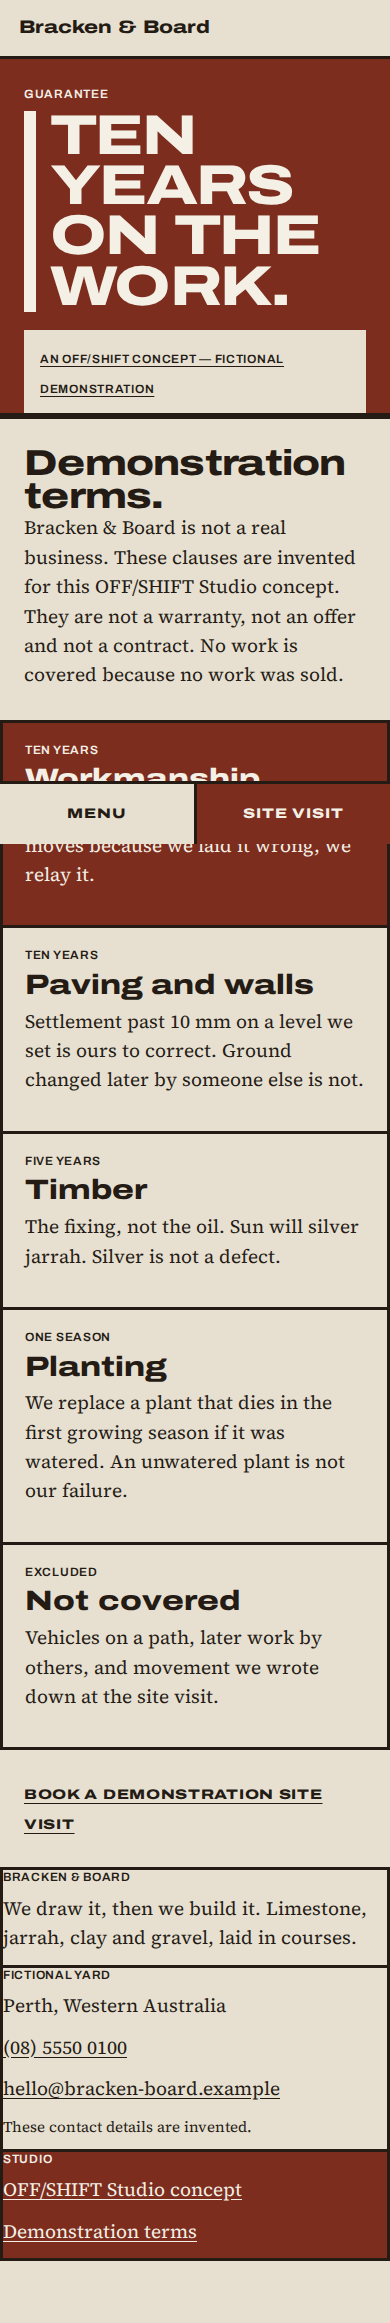 Bracken & Board
GUARANTEE
TEN
YEARS
ON THE
WORK.
AN OFF/SHIFT CONCEPT — FICTIONAL
DEMONSTRATION
Demonstration
terms.
Bracken & Board is not a real
business. These clauses are invented
for this OFF/SHIFT Studio concept.
They are not a warranty, not an offer
and not a contract. No work is
covered because no work was sold.
TEN YEARS
Workmanship
MENU
SITE VISIT
moves because we laid it wrong, we
relay it.
TEN YEARS
Paving and walls
Settlement past 10 mm on a level we
set is ours to correct. Ground
changed later by someone else is not.
FIVE YEARS
Timber
The fixing, not the oil. Sun will silver
jarrah. Silver is not a defect.
ONE SEASON
Planting
We replace a plant that dies in the
first growing season if it was
watered. An unwatered plant is not
our failure.
EXCLUDED
Not covered
Vehicles on a path, later work by
others, and movement we wrote
down at the site visit.
BOOK A DEMONSTRATION SITE
VISIT
BRACKEN & BOARD
We draw it, then we build it. Limestone,
jarrah, clay and gravel, laid in courses.
FICTIONAL YARD
Perth, Western Australia
(08) 5550 0100
hello@bracken-board.example
These contact details are invented.
STUDIO
OFF/SHIFT Studio concept
Demonstration terms